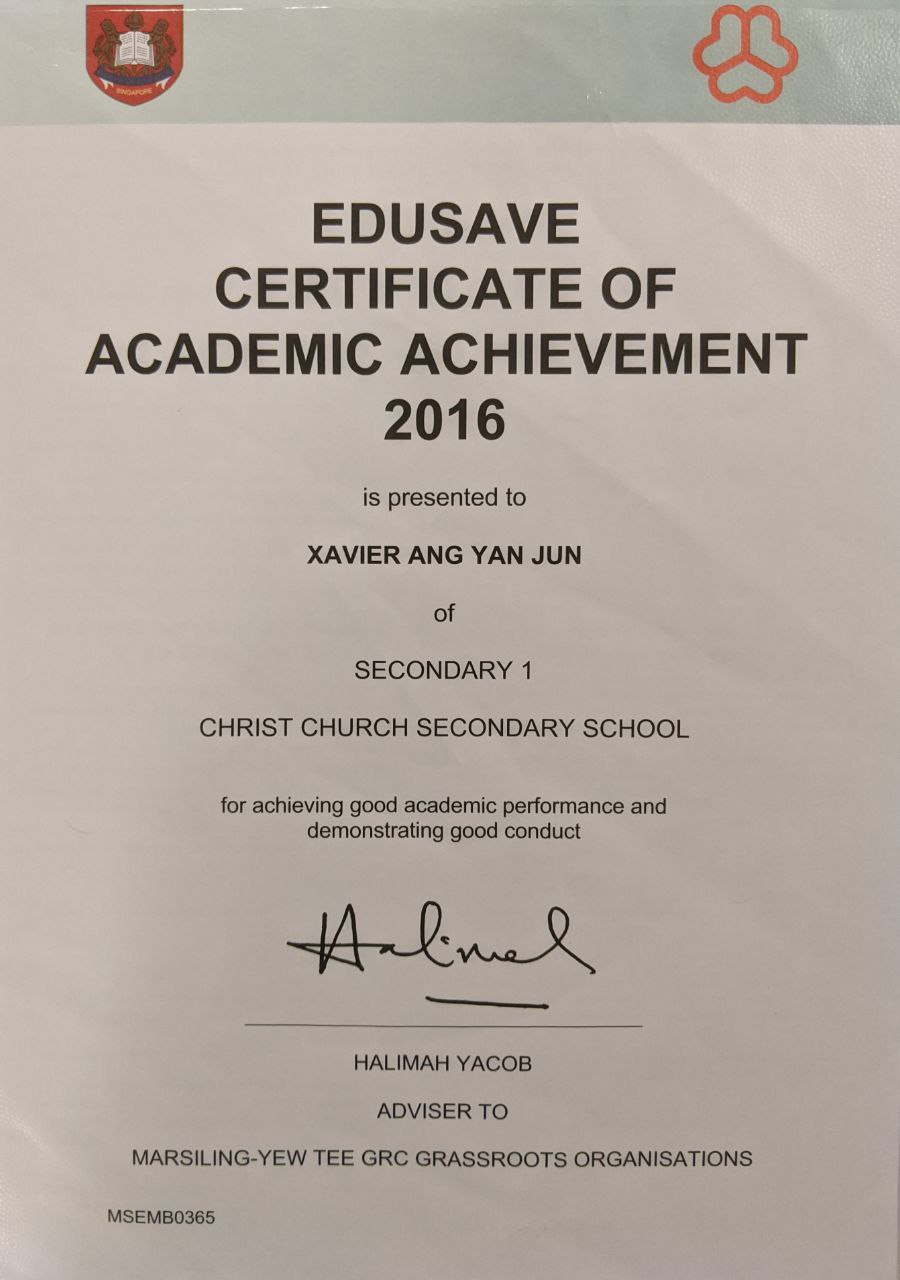 SINGAPORE
EDUSAVE
CERTIFICATE OF
ACADEMIC ACHIEVEMENT
2016
is presented to
XAVIER ANG YAN JUN
of
SECONDARY 1
CHRIST CHURCH SECONDARY SCHOOL
for achieving good academic performance and
demonstrating good conduct
Halimah
HALIMAH YACOB
ADVISER TO
MARSILING-YEW TEE GRC GRASSROOTS ORGANISATIONS
MSEMB0365